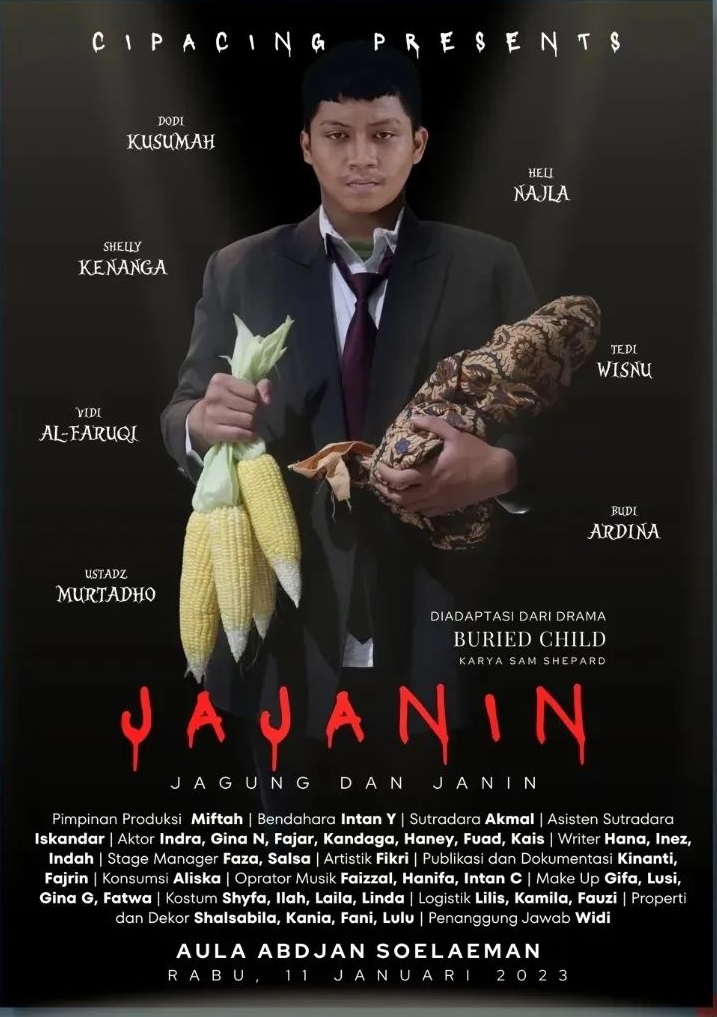 CIPACING PRESENTS
DODI
KUSUMAH
HELI
NAJLA
SHELLY
KENANGA
TEDI
WISNU
VIDI
AL-FARUQI
BUDI
ARDINA
USTADZ
MURTADHO
DIADAPTASI DARI DRAMA
BURIED CHILD
KARYA SAM SHEPARD
JAJANIN
JAGUNG DAN JANIN
Pimpinan Produksi Miftah | Bendahara Intan Y | Sutradara Akmal | Asisten Sutradara
Iskandar | Aktor Indra, Gina N, Fajar, Kandaga, Haney, Fuad, Kais | Writer Hana, Inez,
Indah | Stage Manager Faza, Salsa | Artistik Fikri | Publikasi dan Dokumentasi Kinanti,
Fajrin | Konsumsi Aliska | Oprator Musik Faizzal, Hanifa, Intan C | Make Up Gifa, Lusi,
Gina G, Fatwa | Kostum Shyfa, Ilah, Laila, Linda | Logistik Lilis, Kamila, Fauzi | Properti
dan Dekor Shalsabila, Kania, Fani, Lulu | Penanggung Jawab Widi
AULA ABDJAN SOELAEMAN
RABU, 11 JANUARI 2023